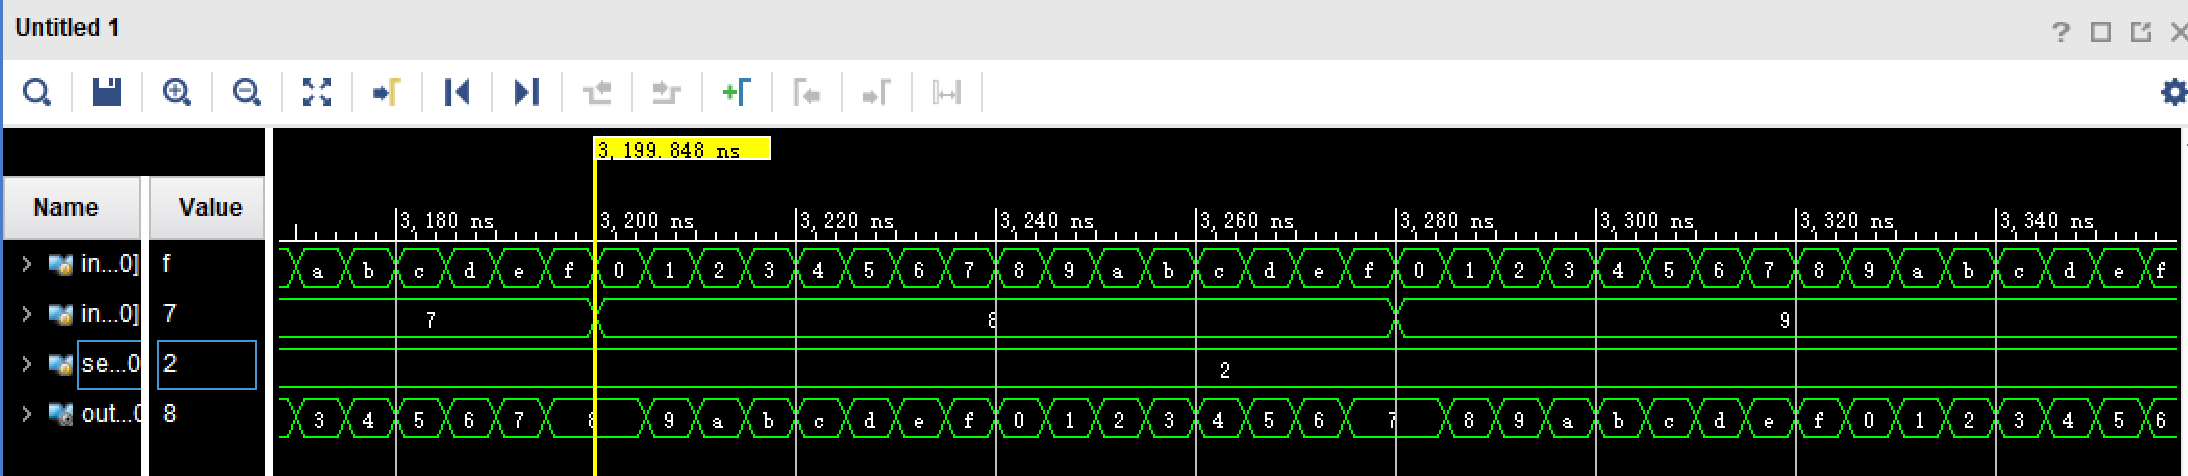 Untitled 1
?
3,199.848 ns
Name Value
3,180 ns 3,200 ns 3,220 ns 3,240 ns 3,260 ns 3,280 ns 3,300 ns 3,320 ns 3,340 ns
in...0] f a b c d e f 0 1 2 3 4 5 6 7 8 9 a b c d e f 0 1 2 3 4 5 6 7 8 9 a b c d e f
in...0] 7 7 8 9
se...0 2 2
out...0 8 3 4 5 6 7 8 9 a b c d e f 0 1 2 3 4 5 6 7 8 9 a b c d e f 0 1 2 3 4 5 6